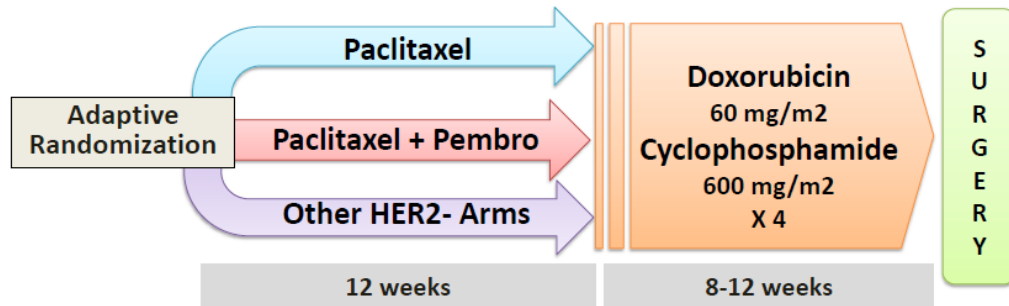 Adaptive
Randomization
Paclitaxel
Paclitaxel + Pembro
Other HER2- Arms
Doxorubicin
60 mg/m2
Cyclophosphamide
600 mg/m2
X 4
S
U
R
G
E
R
Y
12 weeks
8-12 weeks